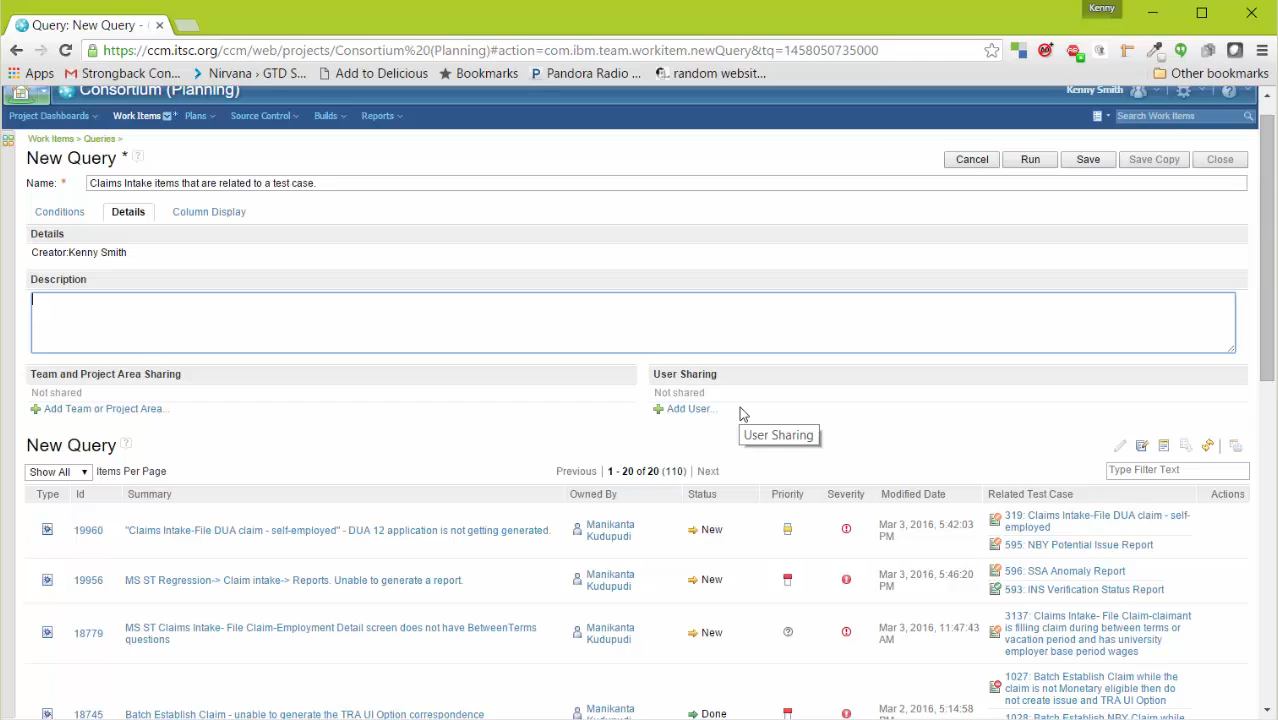 Kenny
Query: New Query -
https://ccm.itsc.org/ccm/web/projects/Consortium%20(Planning)#action=com.ibm.team.workitem.newQuery&tq=1458050735000
Apps Strongback Con... Nirvana › GTD S... Add to Delicious Bookmarks Pandora Radio ... random websit... Other bookmarks
Consortium (Planning) Kenny Smith
Project Dashboards Work Items Plans Source Control Builds Reports Search Work Items
Work Items > Queries >
New Query * Cancel Run Save Save Copy Close
Name: * Claims Intake items that are related to a test case.
Conditions Details Column Display
Details
Creator:Kenny Smith
Description
Team and Project Area Sharing User Sharing
Not shared Not shared
Add Team or Project Area... Add User...
User Sharing
New Query
Show All Items Per Page Previous | 1 - 20 of 20 (110) | Next Type Filter Text
Type Id Summary Owned By Status Priority Severity Modified Date Related Test Case Actions
19960 "Claims Intake-File DUA claim - self-employed" - DUA 12 application is not getting generated. Manikanta Kudupudi New Mar 3, 2016, 5:42:03 PM 319: Claims Intake-File DUA claim - self-employed
595: NBY Potential Issue Report
19956 MS ST Regression-> Claim intake-> Reports. Unable to generate a report. Manikanta Kudupudi New Mar 3, 2016, 5:46:20 PM 596: SSA Anomaly Report
593: INS Verification Status Report
18779 MS ST Claims Intake- File Claim-Employment Detail screen does not have BetweenTerms questions Manikanta Kudupudi New Mar 3, 2016, 11:47:43 AM 3137: Claims Intake- File Claim-claimant is filling claim during between terms or vacation period and has university employer base period wages
18745 Batch Establish Claim - unable to generate the TRA UI Option correspondence Manikanta Kudupudi Done Mar 2, 2016, 5:14:58 PM 1027: Batch Establish Claim while the claim is not Monetary eligible then do not create issue and TRA UI Option
1028: Batch Establish NBY Claim while